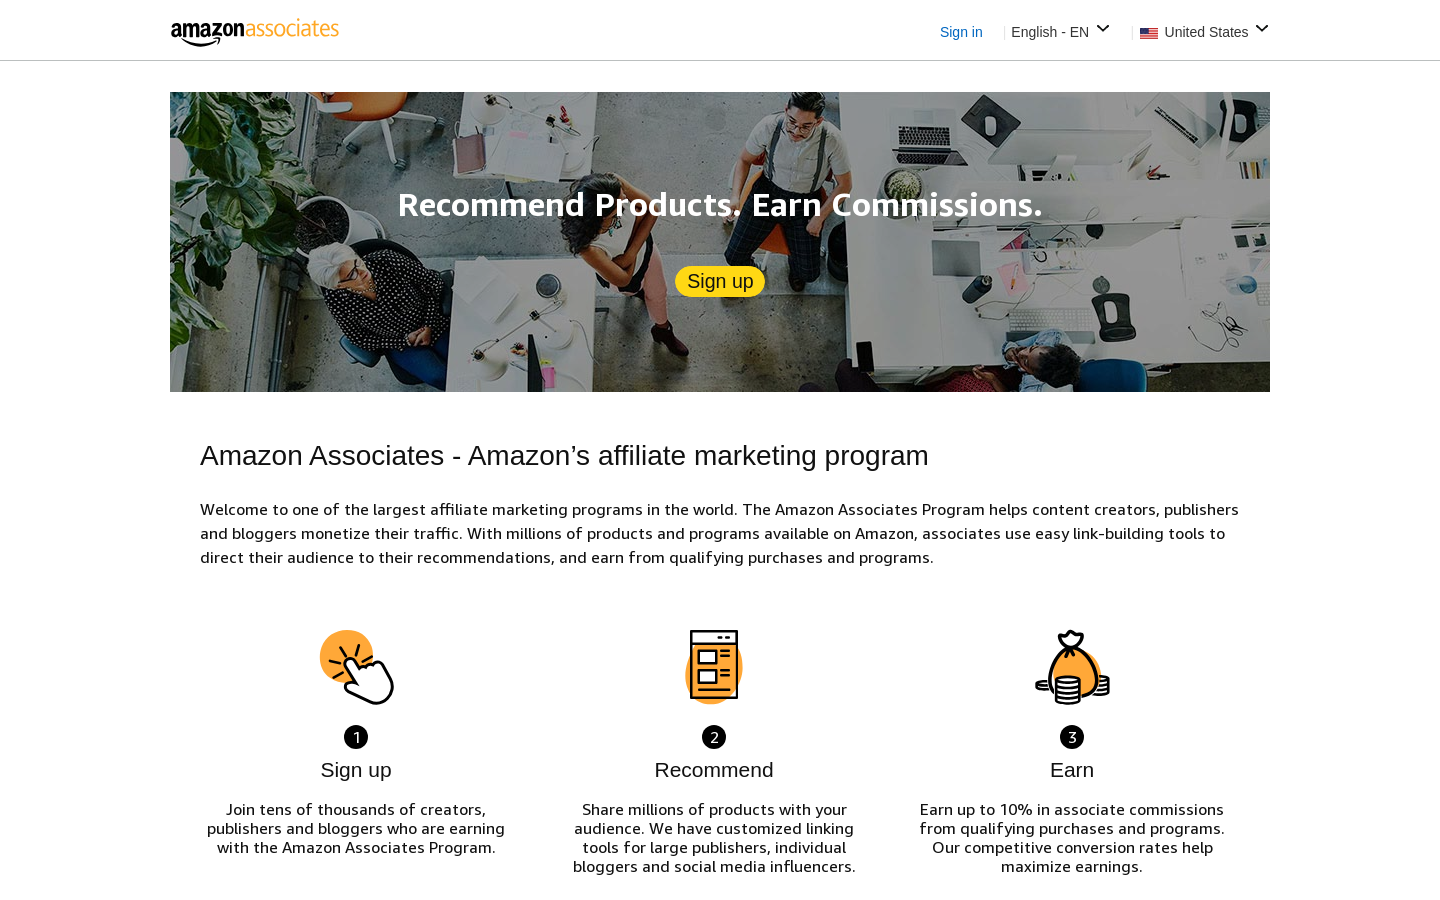 amazonassociates
Sign in
English - EN
United States
Recommend Products. Earn Commissions.
Sign up
Amazon Associates - Amazon’s affiliate marketing program
Welcome to one of the largest affiliate marketing programs in the world. The Amazon Associates Program helps content creators, publishers
and bloggers monetize their traffic. With millions of products and programs available on Amazon, associates use easy link-building tools to
direct their audience to their recommendations, and earn from qualifying purchases and programs.
1
Sign up
Join tens of thousands of creators,
publishers and bloggers who are earning
with the Amazon Associates Program.
2
Recommend
Share millions of products with your
audience. We have customized linking
tools for large publishers, individual
bloggers and social media influencers.
3
Earn
Earn up to 10% in associate commissions
from qualifying purchases and programs.
Our competitive conversion rates help
maximize earnings.